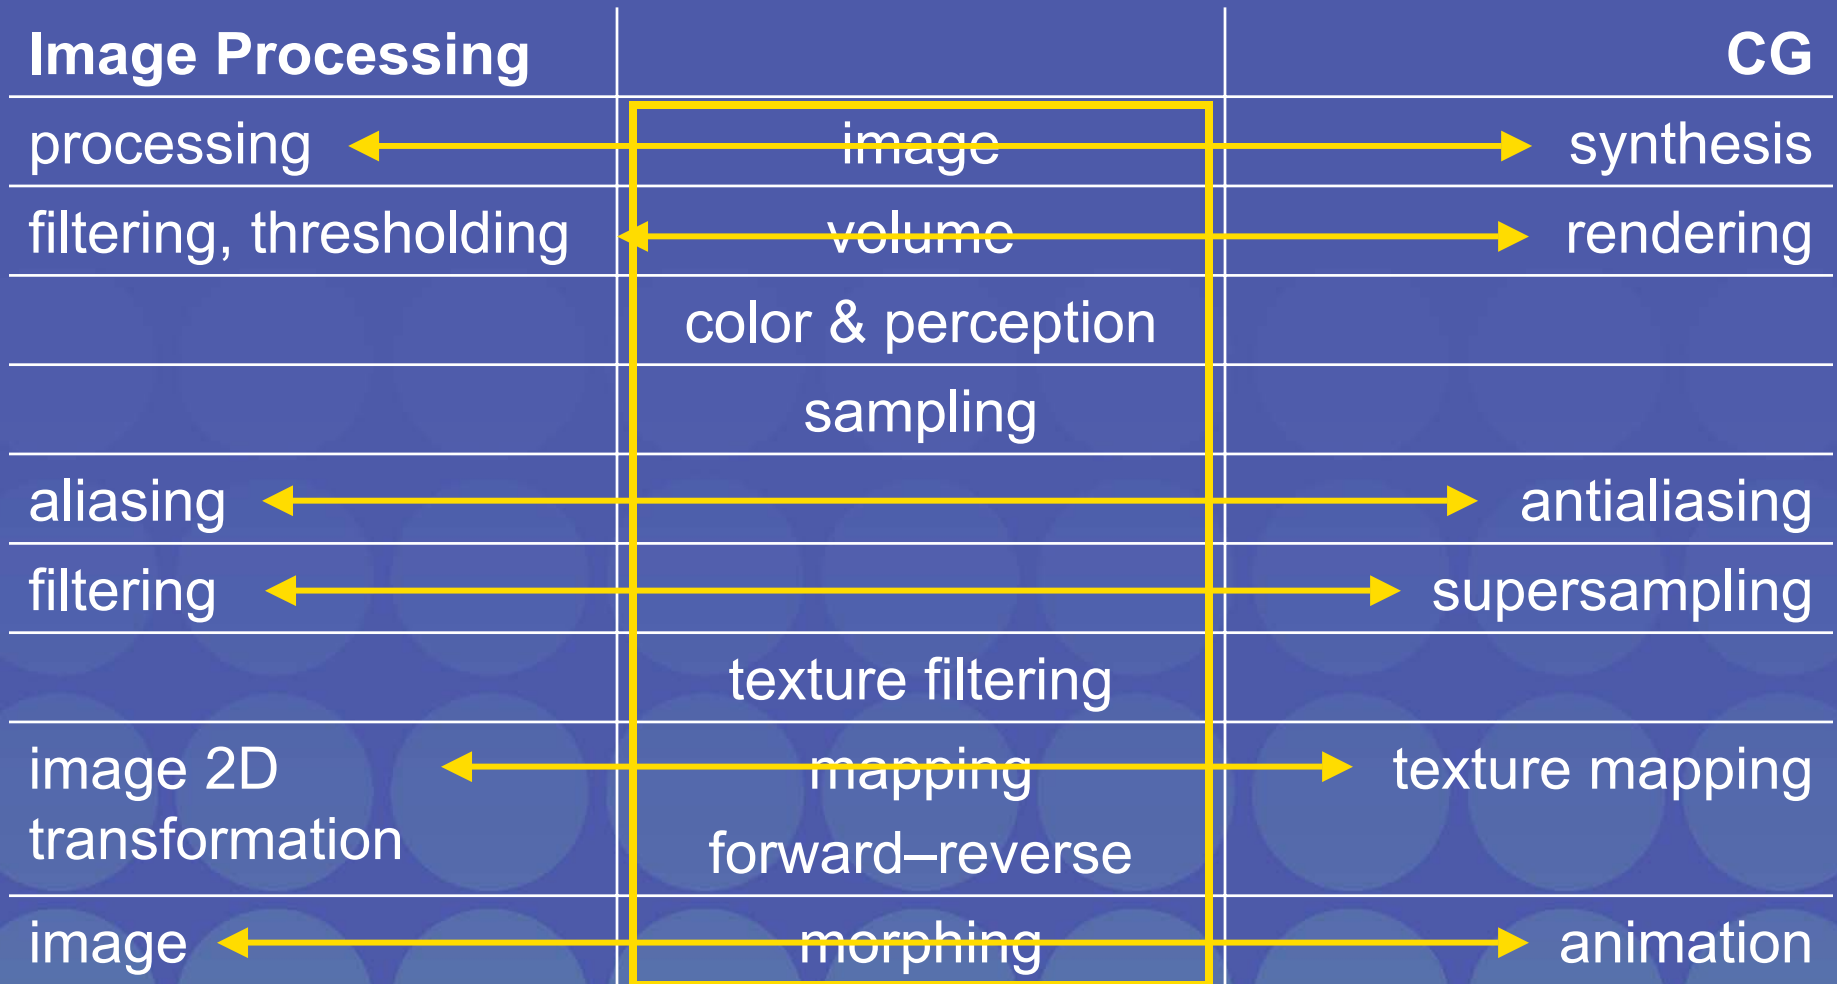 Image Processing CG
processing image synthesis
filtering, thresholding volume rendering
color & perception
sampling
aliasing antialiasing
filtering supersampling
texture filtering
image 2D mapping texture mapping
transformation forward–reverse
image morphing animation